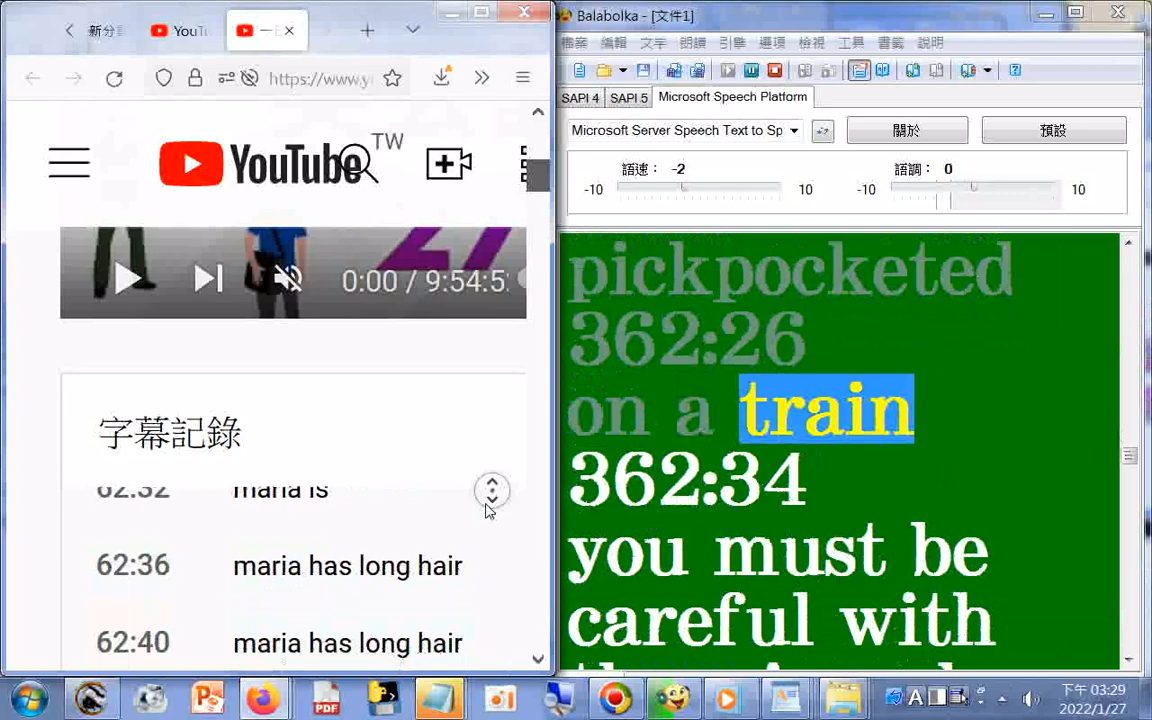 新分
YouT
一 E
https://www.y
YouTube
TW
27
0:00 / 9:54:5
字幕記錄
62:32 maria is
62:36 maria has long hair
62:40 maria has long hair
Balabolka - [文件1]
檔案 編輯 文字 朗讀 引擎 選項 檢視 工具 書籤 說明
SAPI 4 SAPI 5 Microsoft Speech Platform
Microsoft Server Speech Text to Sp
關於
預設
語速： -2
語調： 0
-10 10
-10 10
pickpocketed
362:26
on a train
362:34
you must be
careful with
PDF
A
下午 03:29
2022/1/27